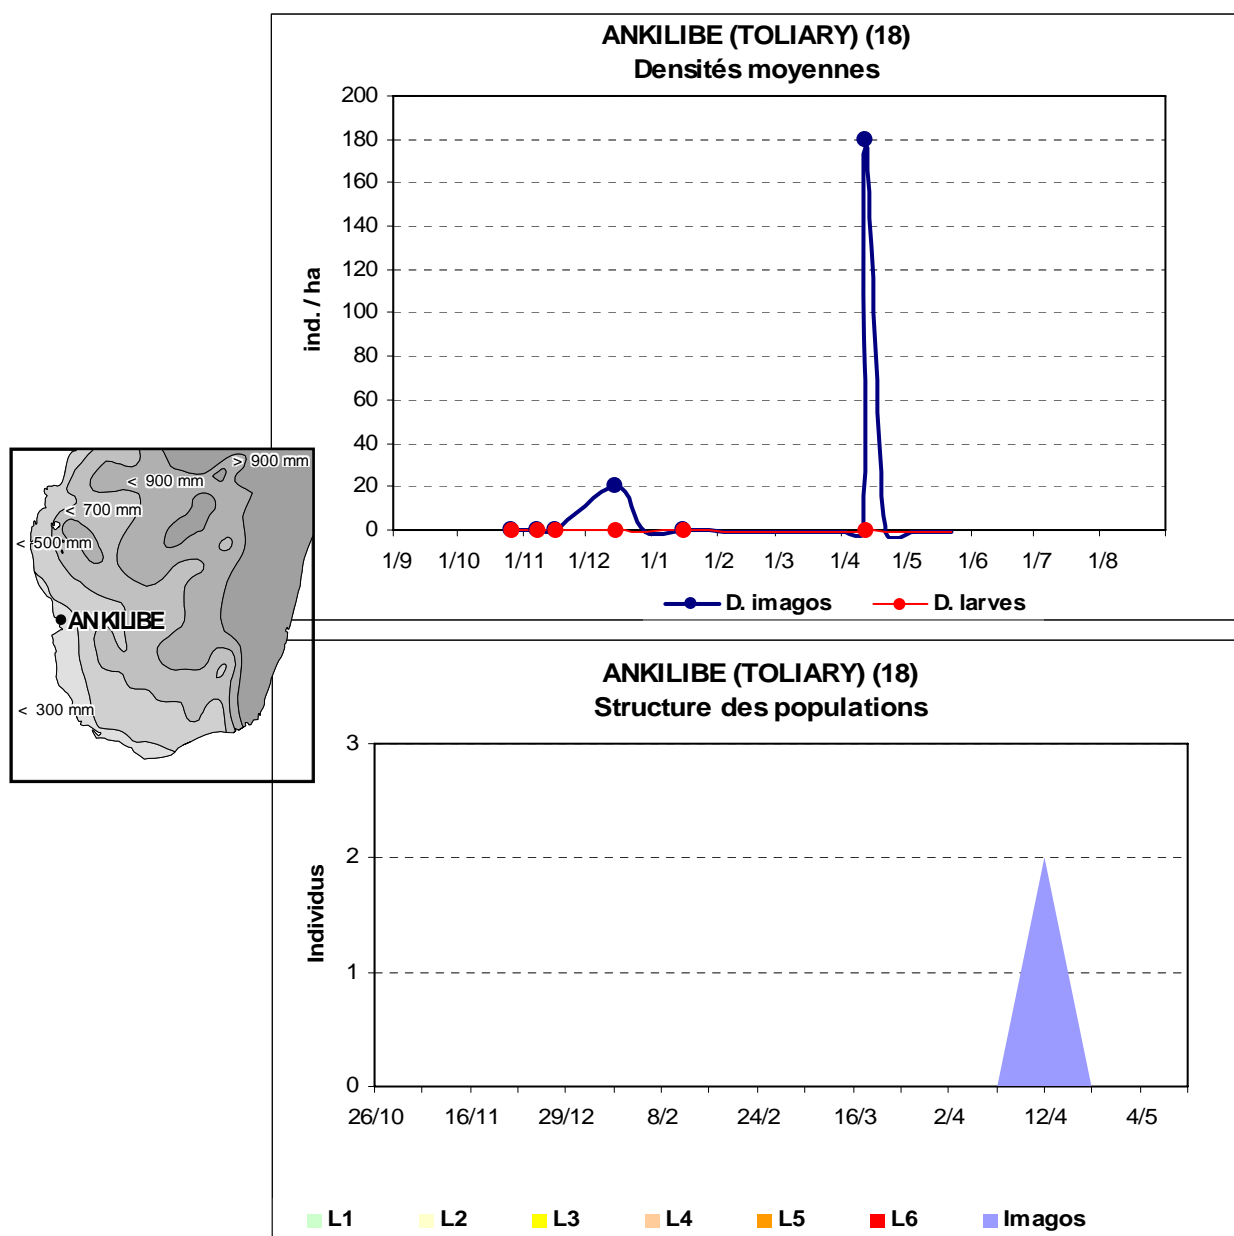 ANKILIBE (TOLIARY) (18)
Densités moyennes
200
180
160
140
120
100
80
60
40
20
0
ind. / ha
1/9 1/10 1/11 1/12 1/1 1/2 1/3 1/4 1/5 1/6 1/7 1/8
D. imagos D. larves
> 900 mm
< 900 mm
< 700 mm
< 500 mm
ANKILIBE
< 300 mm
ANKILIBE (TOLIARY) (18)
Structure des populations
3
2
1
0
Individus
26/10 16/11 29/12 8/2 24/2 16/3 2/4 12/4 4/5
L1 L2 L3 L4 L5 L6 Imagos